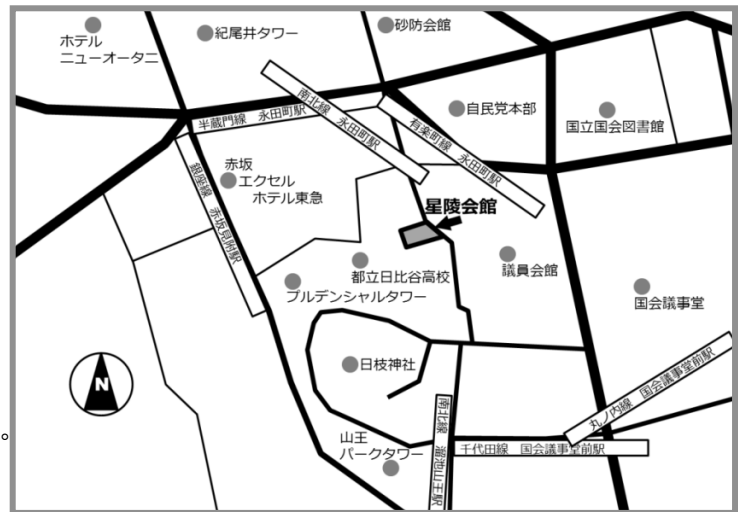 ホテル
ニューオータニ
紀尾井タワー
砂防会館
南北線 永田町駅
半蔵門線 永田町駅
有楽町線 永田町駅
自民党本部
国立国会図書館
赤坂
エクセル
ホテル東急
銀座線 赤坂見附駅
星陵会館
都立日比谷高校
プルデンシャルタワー
議員会館
国会議事堂
日枝神社
N
丸ノ内線 国会議事堂前駅
南北線 溜池山王駅
山王
パークタワー
千代田線 国会議事堂前駅
。